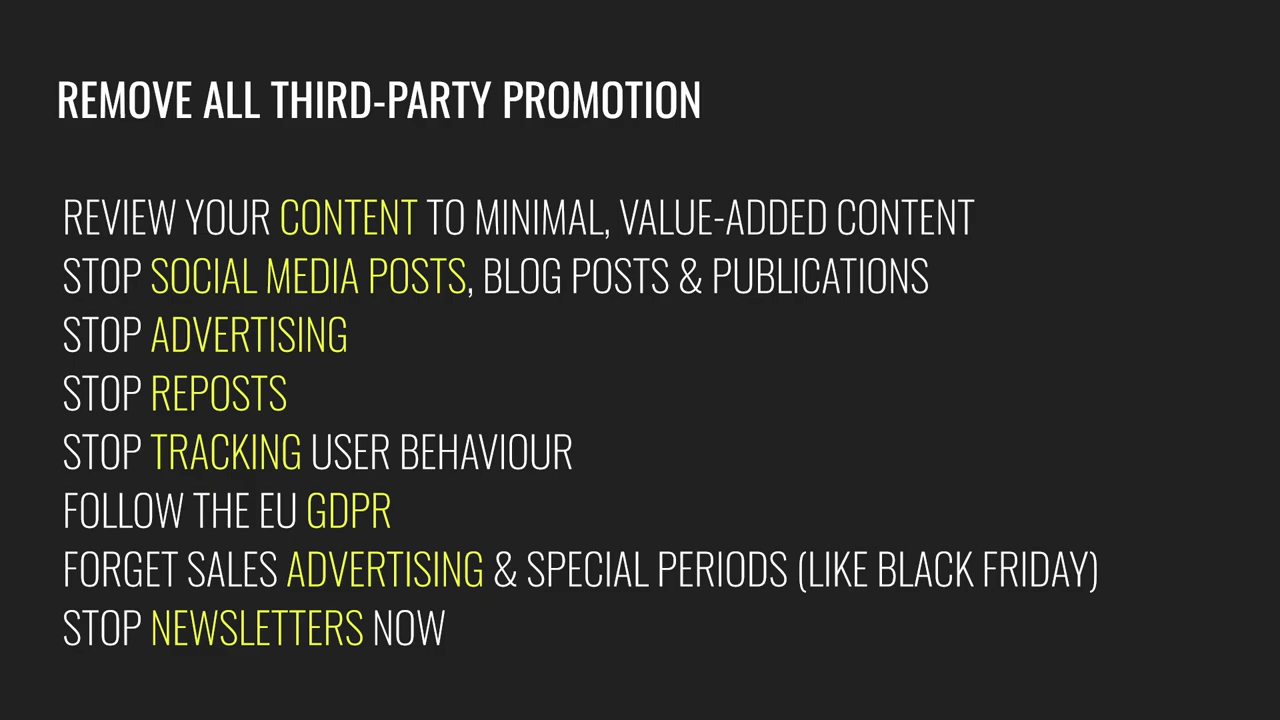 REMOVE ALL THIRD-PARTY PROMOTION
REVIEW YOUR CONTENT TO MINIMAL, VALUE-ADDED CONTENT
STOP SOCIAL MEDIA POSTS, BLOG POSTS & PUBLICATIONS
STOP ADVERTISING
STOP REPOSTS
STOP TRACKING USER BEHAVIOUR
FOLLOW THE EU GDPR
FORGET SALES ADVERTISING & SPECIAL PERIODS (LIKE BLACK FRIDAY)
STOP NEWSLETTERS NOW